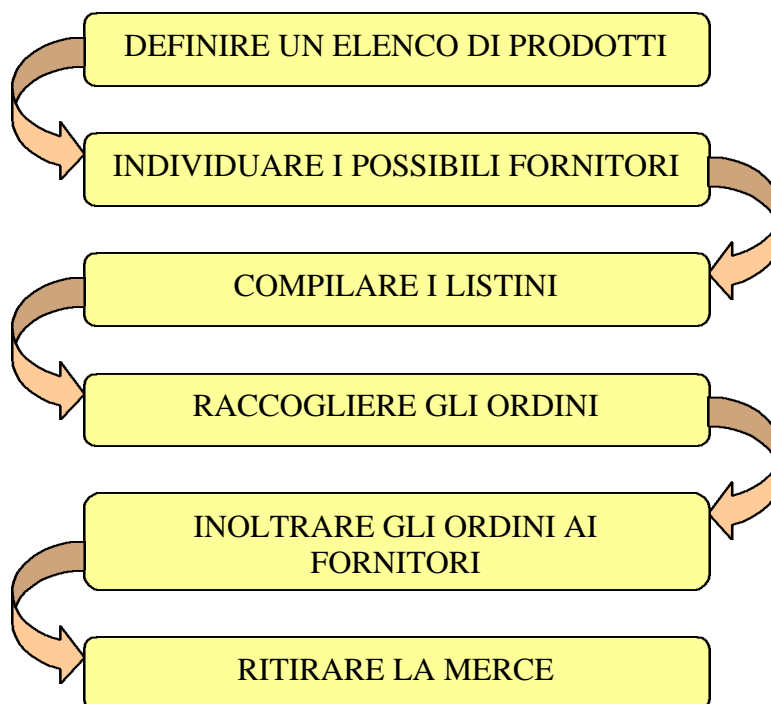 DEFINIRE UN ELENCO DI PRODOTTI
INDIVIDUARE I POSSIBILI FORNITORI
COMPILARE I LISTINI
RACCOGLIERE GLI ORDINI
INOLTRARE GLI ORDINI AI
FORNITORI
RITIRARE LA MERCE